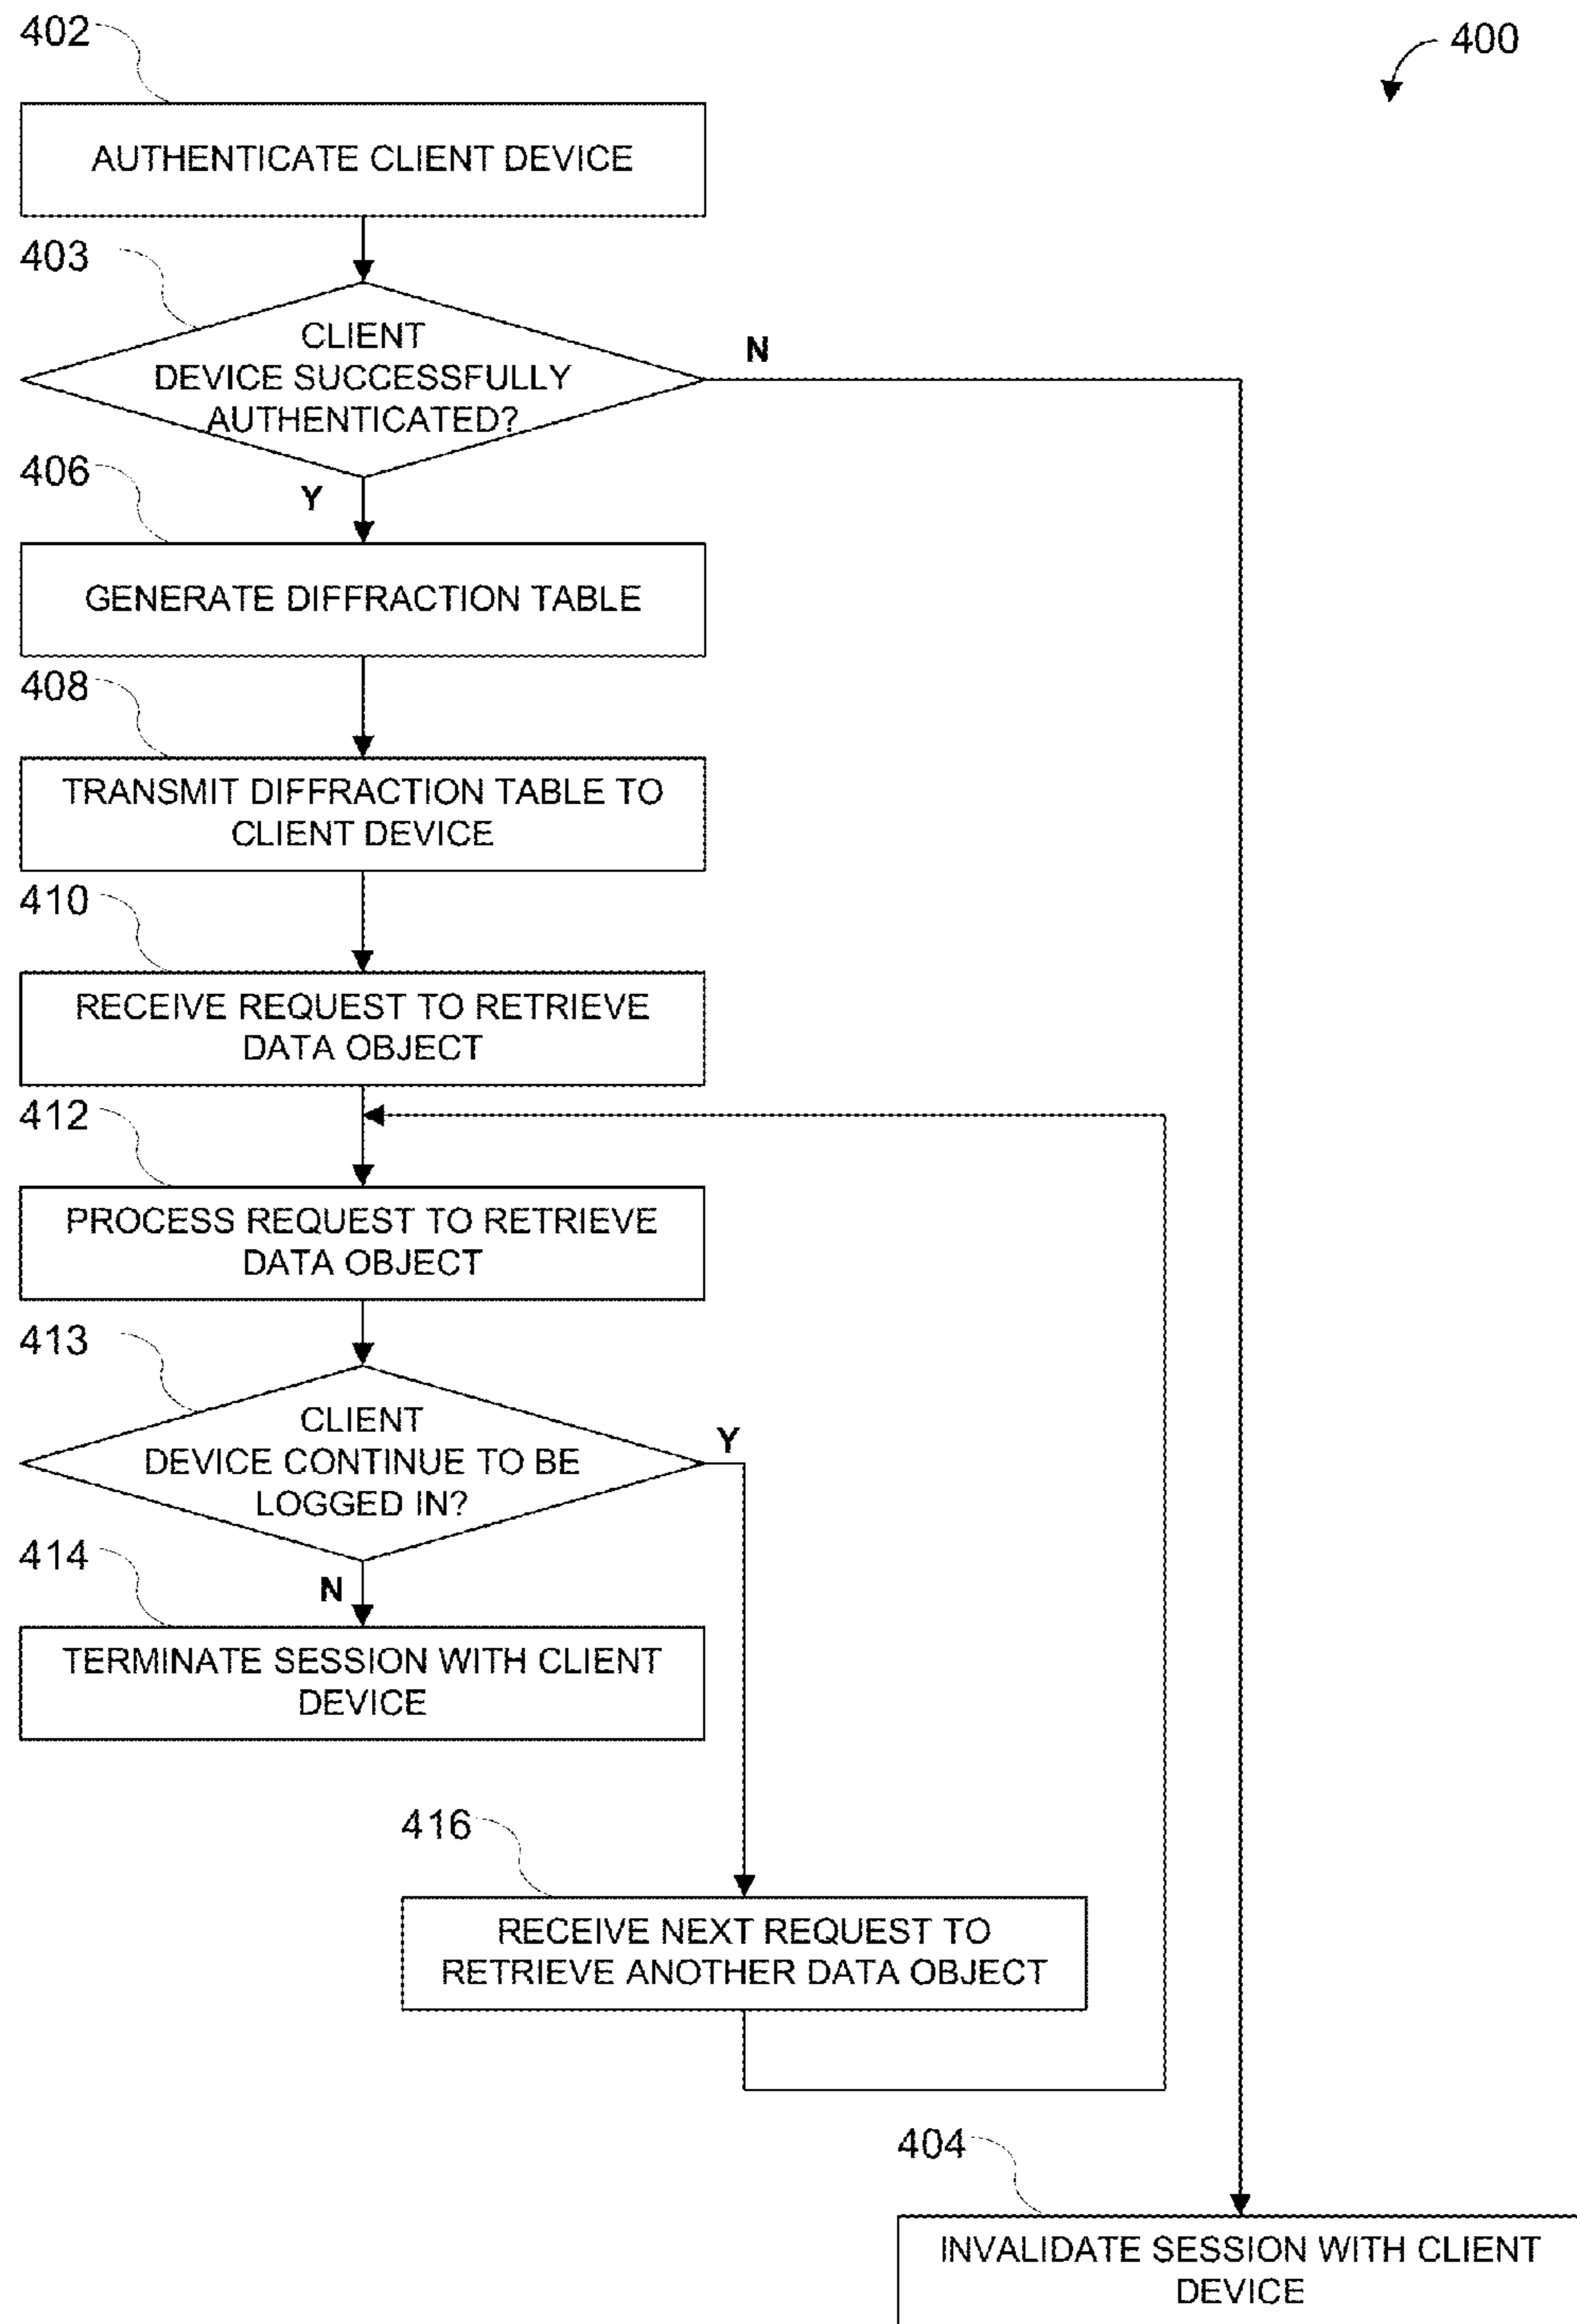 402
400
AUTHENTICATE CLIENT DEVICE
403
CLIENT
DEVICE SUCCESSFULLY
AUTHENTICATED?
N
406
Y
GENERATE DIFFRACTION TABLE
408
TRANSMIT DIFFRACTION TABLE TO
CLIENT DEVICE
410
RECEIVE REQUEST TO RETRIEVE
DATA OBJECT
412
PROCESS REQUEST TO RETRIEVE
DATA OBJECT
413
CLIENT
DEVICE CONTINUE TO BE
LOGGED IN?
Y
414
N
TERMINATE SESSION WITH CLIENT
DEVICE
416
RECEIVE NEXT REQUEST TO
RETRIEVE ANOTHER DATA OBJECT
404
INVALIDATE SESSION WITH CLIENT
DEVICE